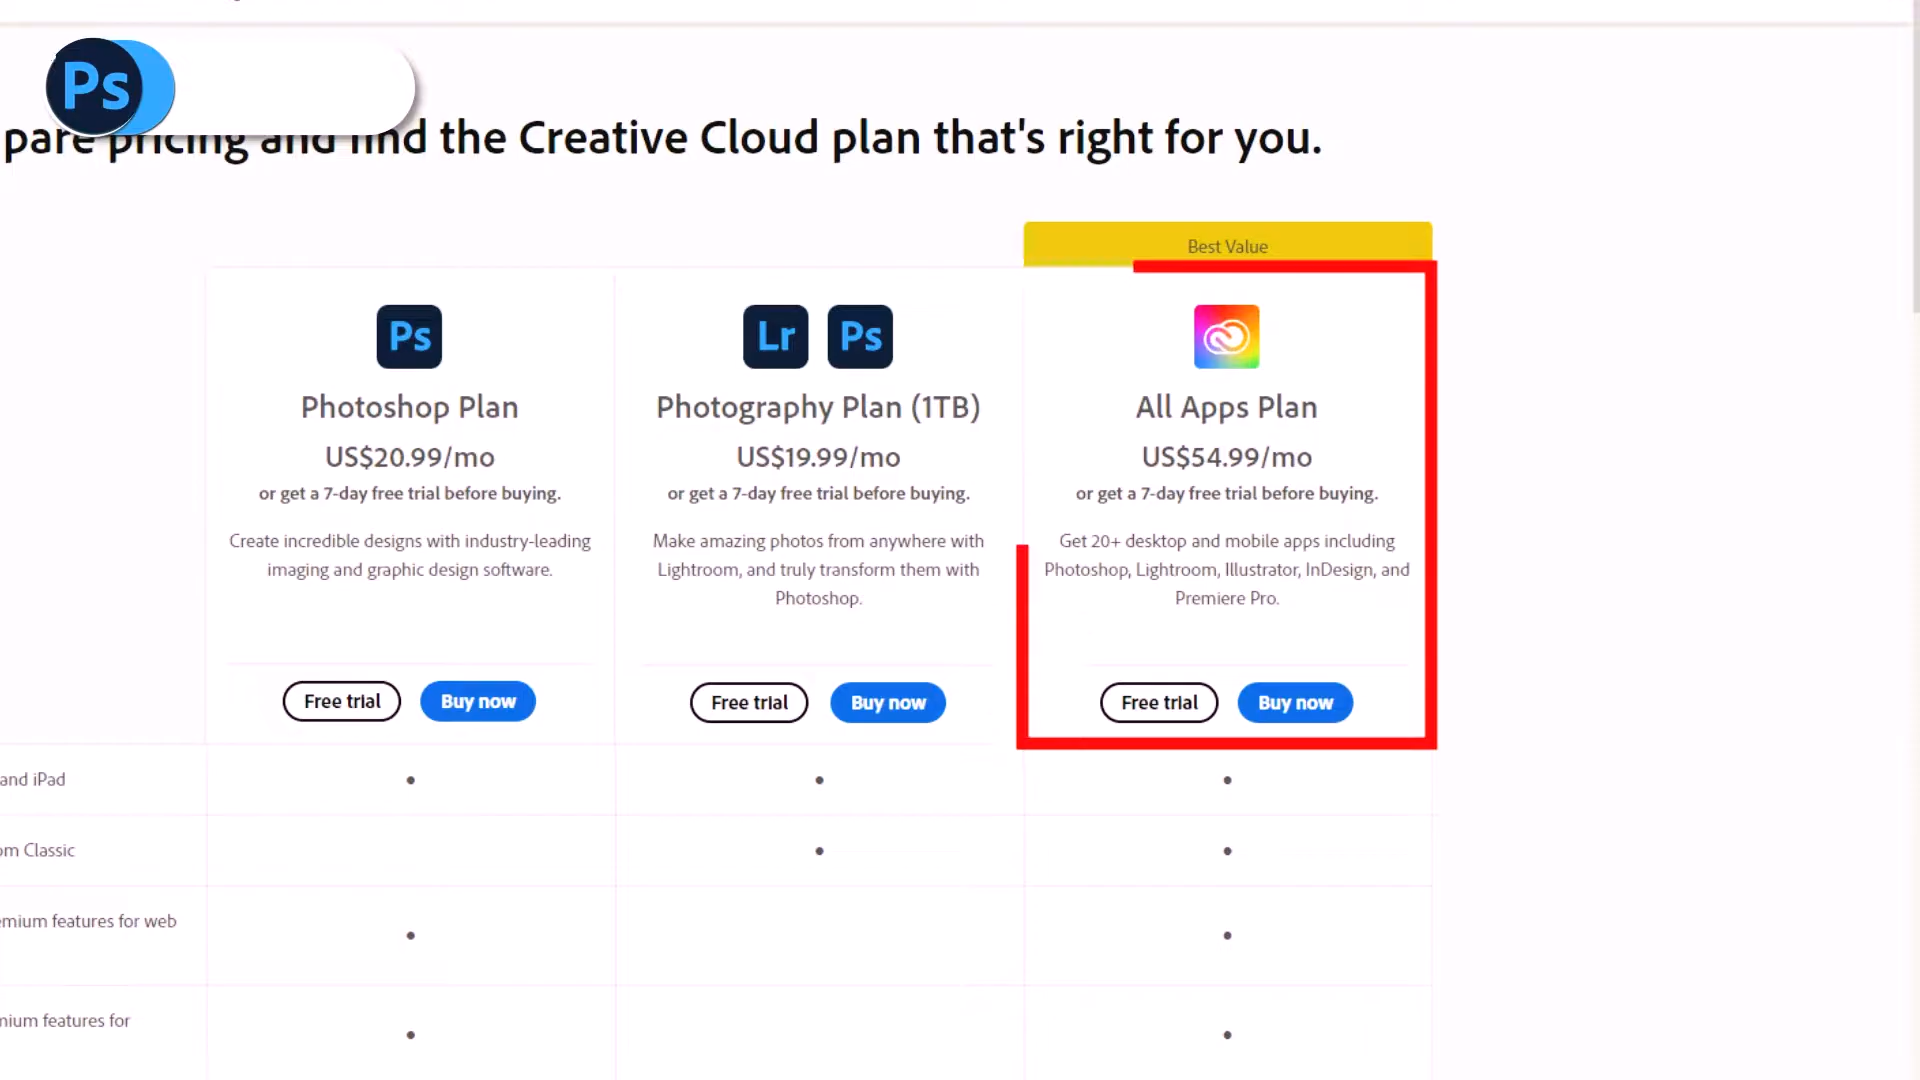 Ps
pare pricing and find the Creative Cloud plan that's right for you.
Best Value
Ps
Lr Ps
Photoshop Plan
US$20.99/mo
or get a 7-day free trial before buying.
Create incredible designs with industry-leading
imaging and graphic design software.
Free trial
Buy now
Photography Plan (1TB)
US$19.99/mo
or get a 7-day free trial before buying.
Make amazing photos from anywhere with
Lightroom, and truly transform them with
Photoshop.
Free trial
Buy now
All Apps Plan
US$54.99/mo
or get a 7-day free trial before buying.
Get 20+ desktop and mobile apps including
Photoshop, Lightroom, Illustrator, InDesign, and
Premiere Pro.
Free trial
Buy now
and iPad
om Classic
emium features for web
mium features for